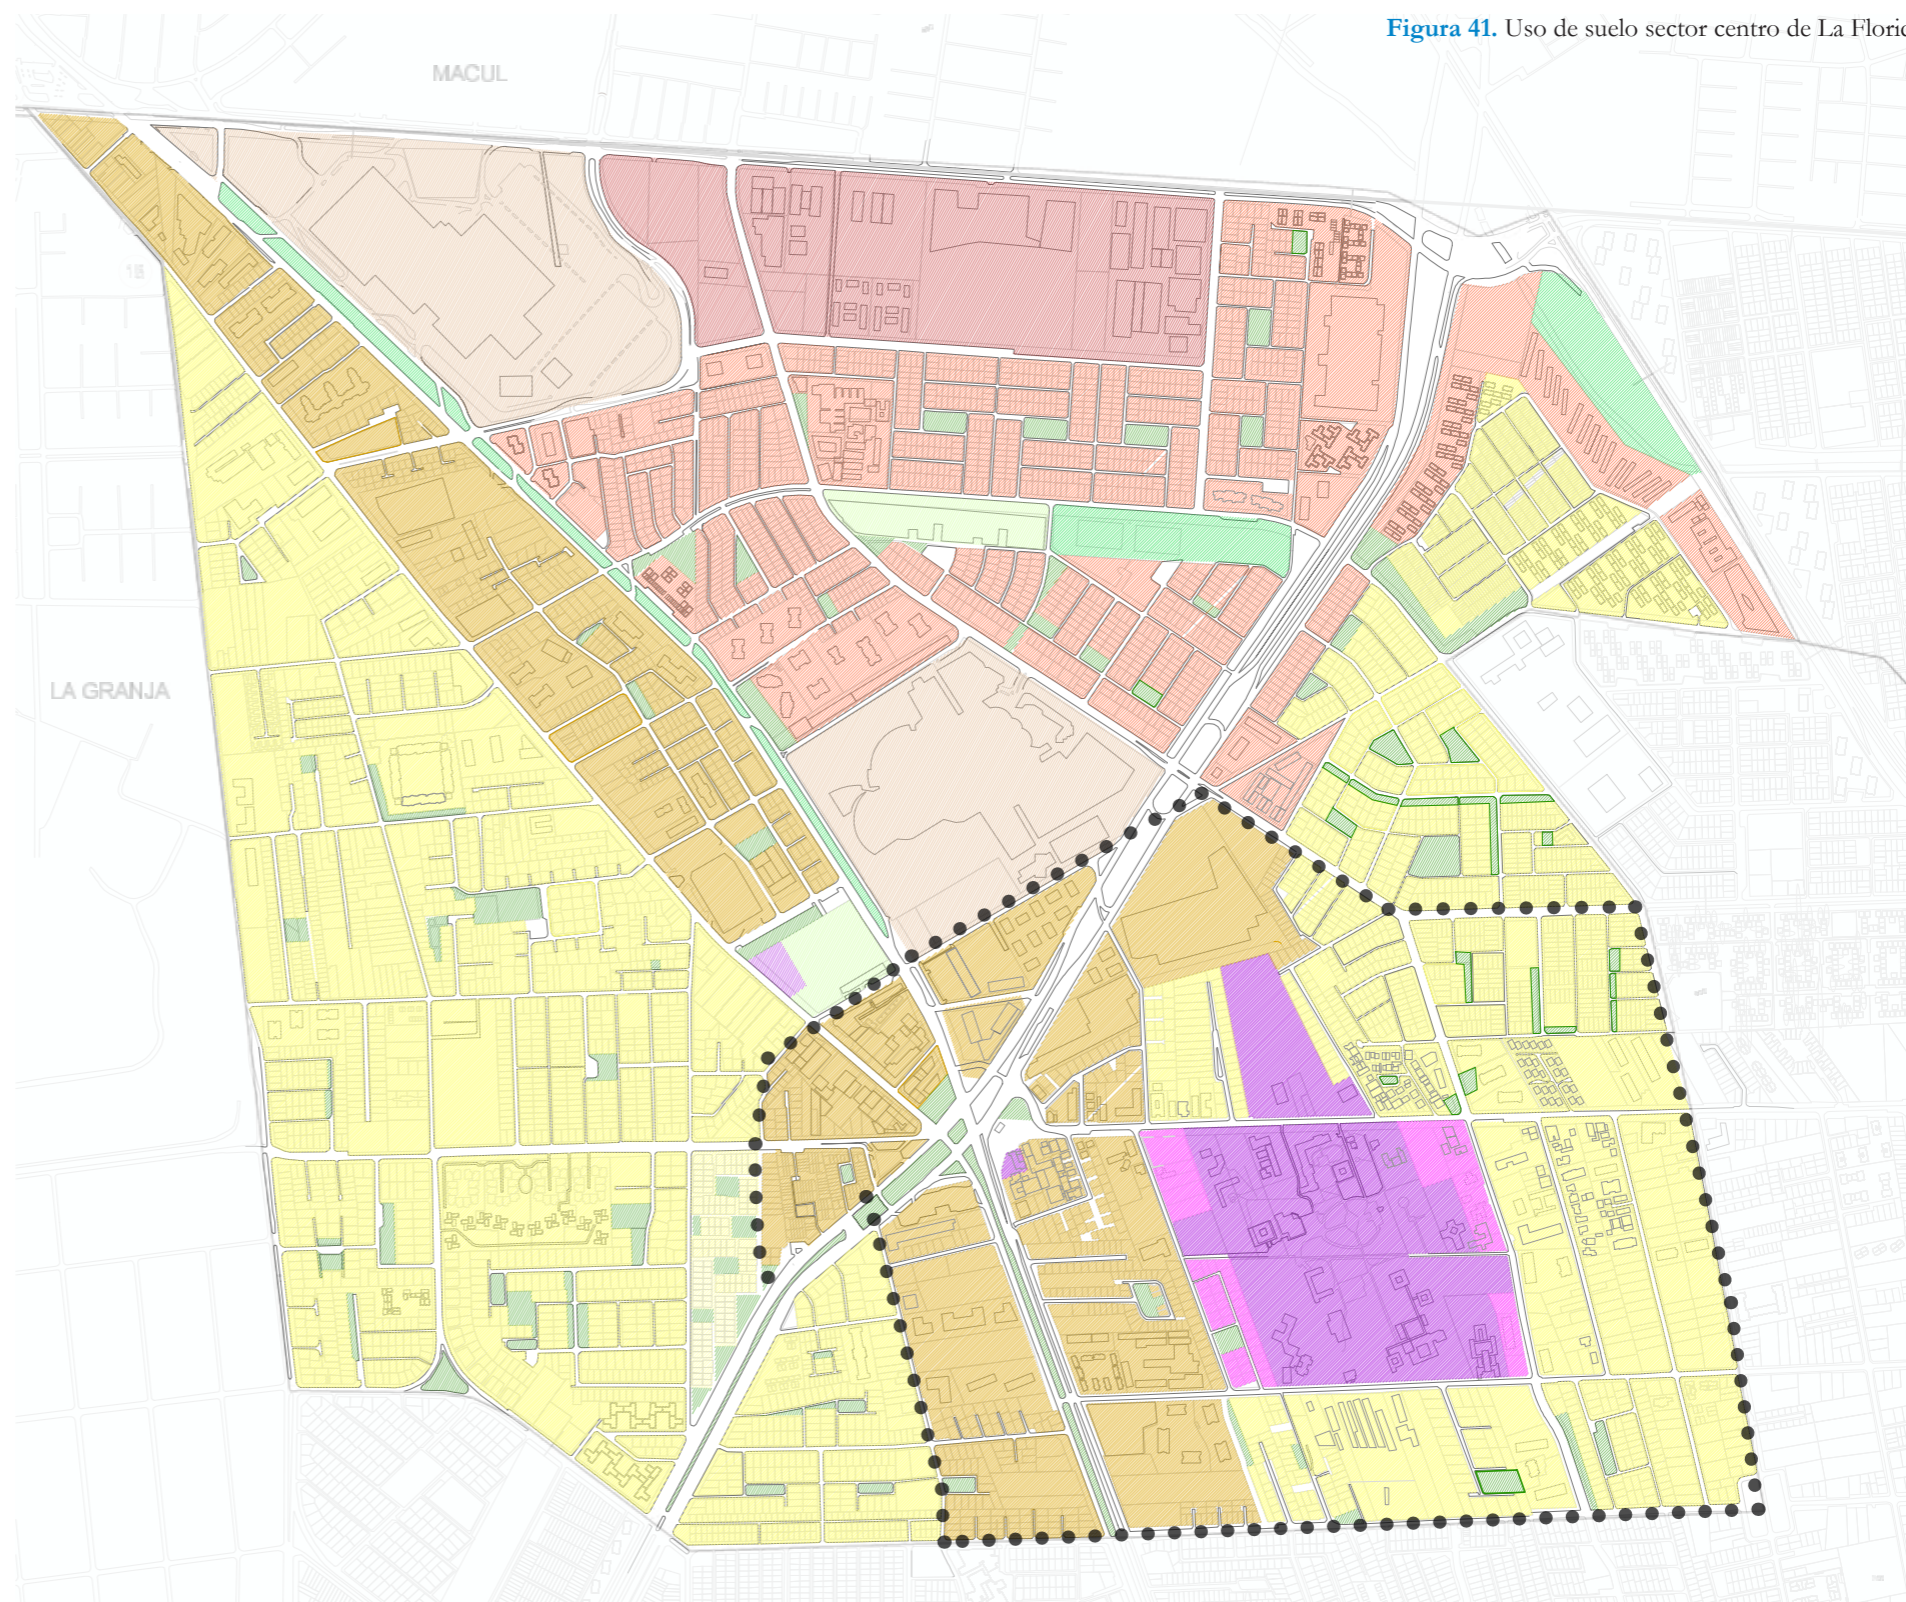 Figura 41. Uso de suelo sector centro de La Florid
MACUL
LA GRANJA